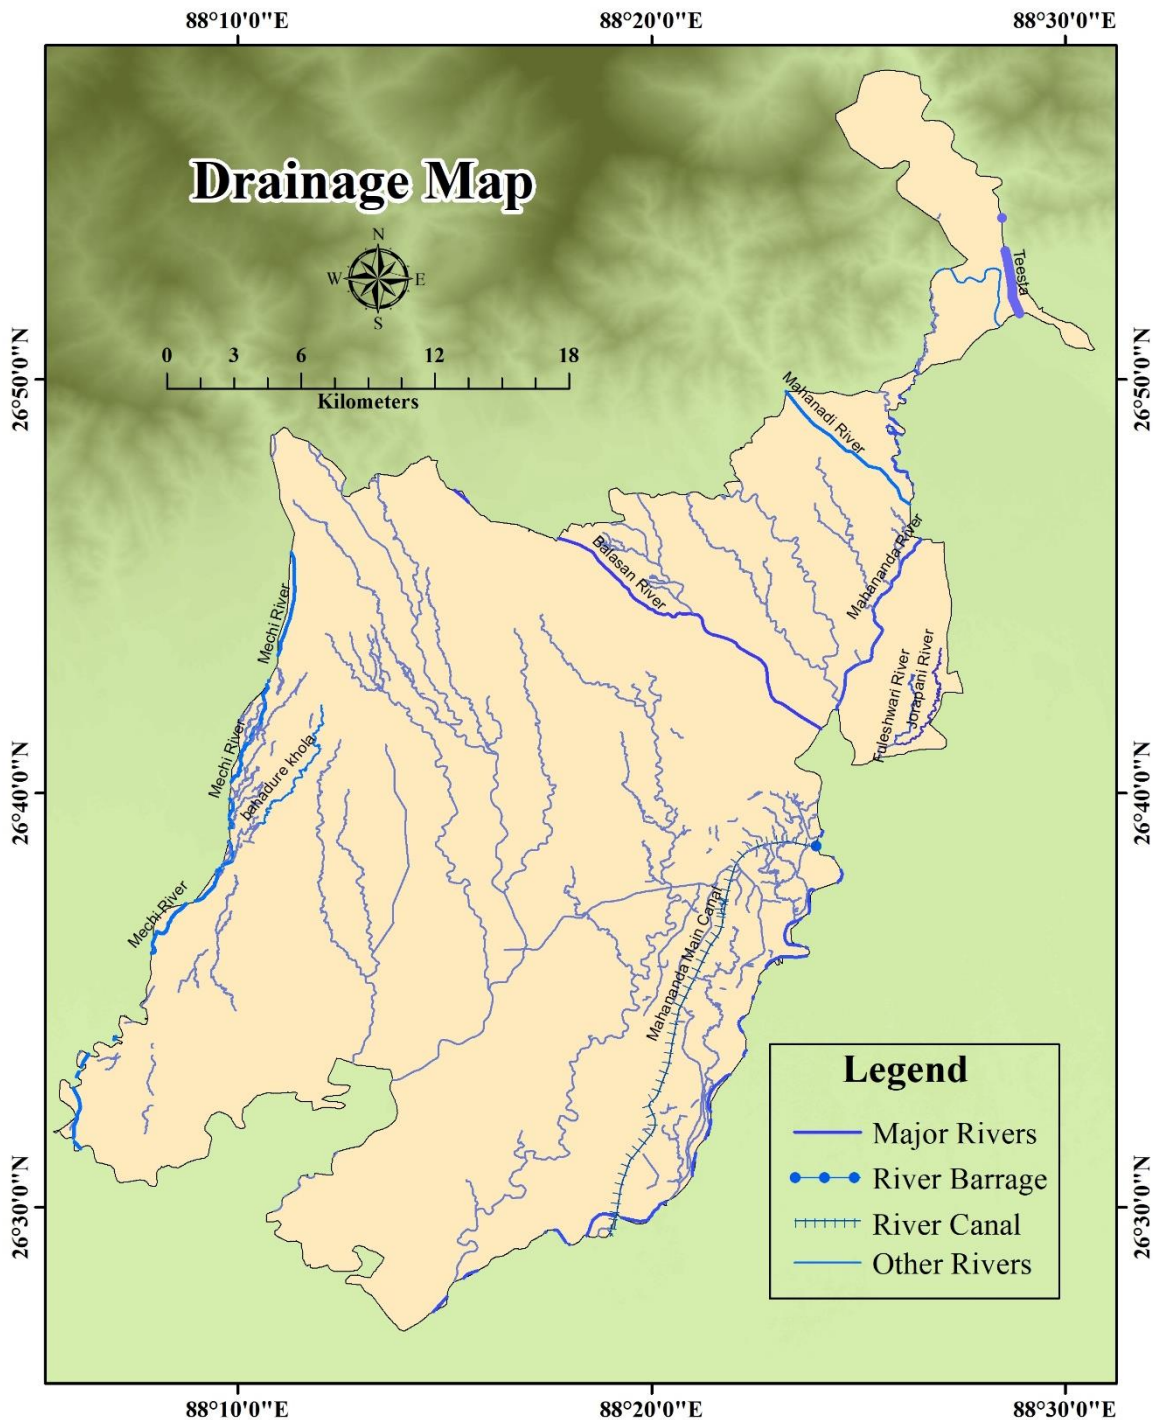 88°10'0"E
88°20'0"E
88°30'0"E
Drainage Map
N
W
E
S
Teesta
0 3 6 12 18
Kilometers
26°50'0"N
26°50'0"N
Mahanadi River
Balasan River
Mahananda River
Mechi River
Fuleshwari River
Jorapani River
Mechi River
bahadure khola
26°40'0"N
26°40'0"N
Mechi River
Mahananda Main Canal
Legend
Major Rivers
River Barrage
River Canal
Other Rivers
26°30'0"N
26°30'0"N
88°10'0"E
88°20'0"E
88°30'0"E